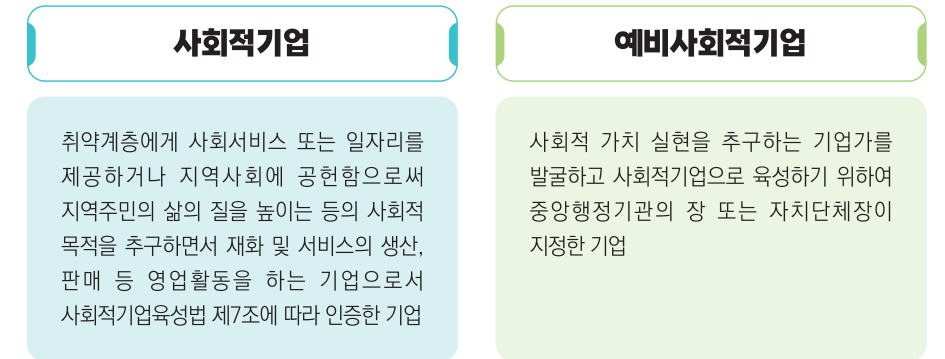 사회적기업
취약계층에게 사회서비스 또는 일자리를
제공하거나 지역사회에 공헌함으로써
지역주민의 삶의 질을 높이는 등의 사회적
목적을 추구하면서 재화 및 서비스의 생산,
판매 등 영업활동을 하는 기업으로서
사회적기업육성법 제7조에 따라 인증한 기업
예비사회적기업
사회적 가치 실현을 추구하는 기업가를
발굴하고 사회적기업으로 육성하기 위하여
중앙행정기관의 장 또는 자치단체장이
지정한 기업